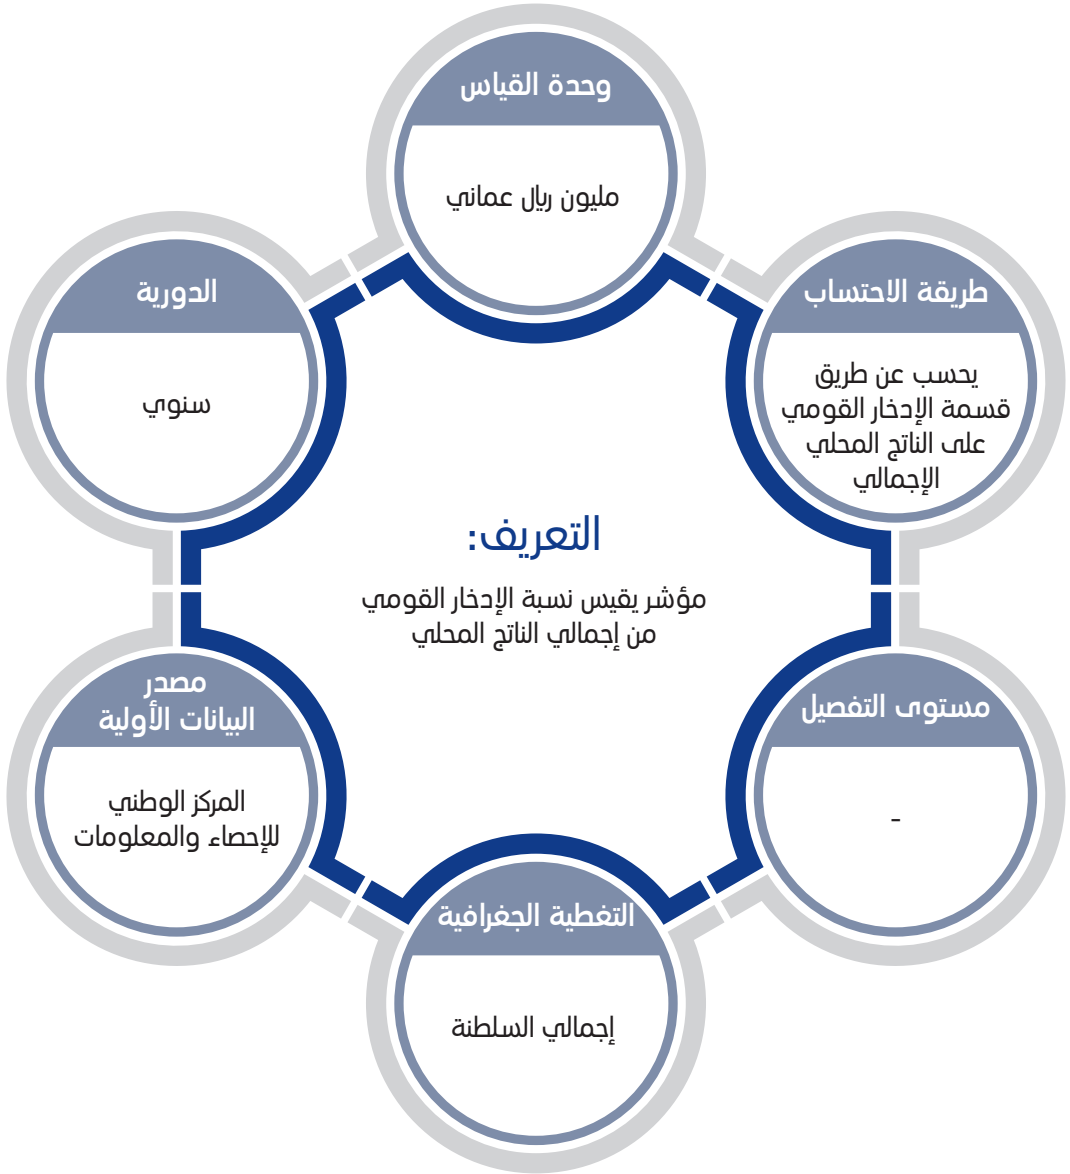 وحدة القياس
مليون ريال عماني
طريقة الاحتساب
يحسب عن طريق
قسمة الإدخار القومي
على الناتج المحلي
الإجمالي
الدورية
سنوي
التعريف:
مؤشر يقيس نسبة الإدخار القومي
من إجمالي الناتج المحلي
مستوى التفصيل
-
مصدر
البيانات الأولية
المركز الوطني
للإحصاء والمعلومات
التغطية الجغرافية
إجمالي السلطنة